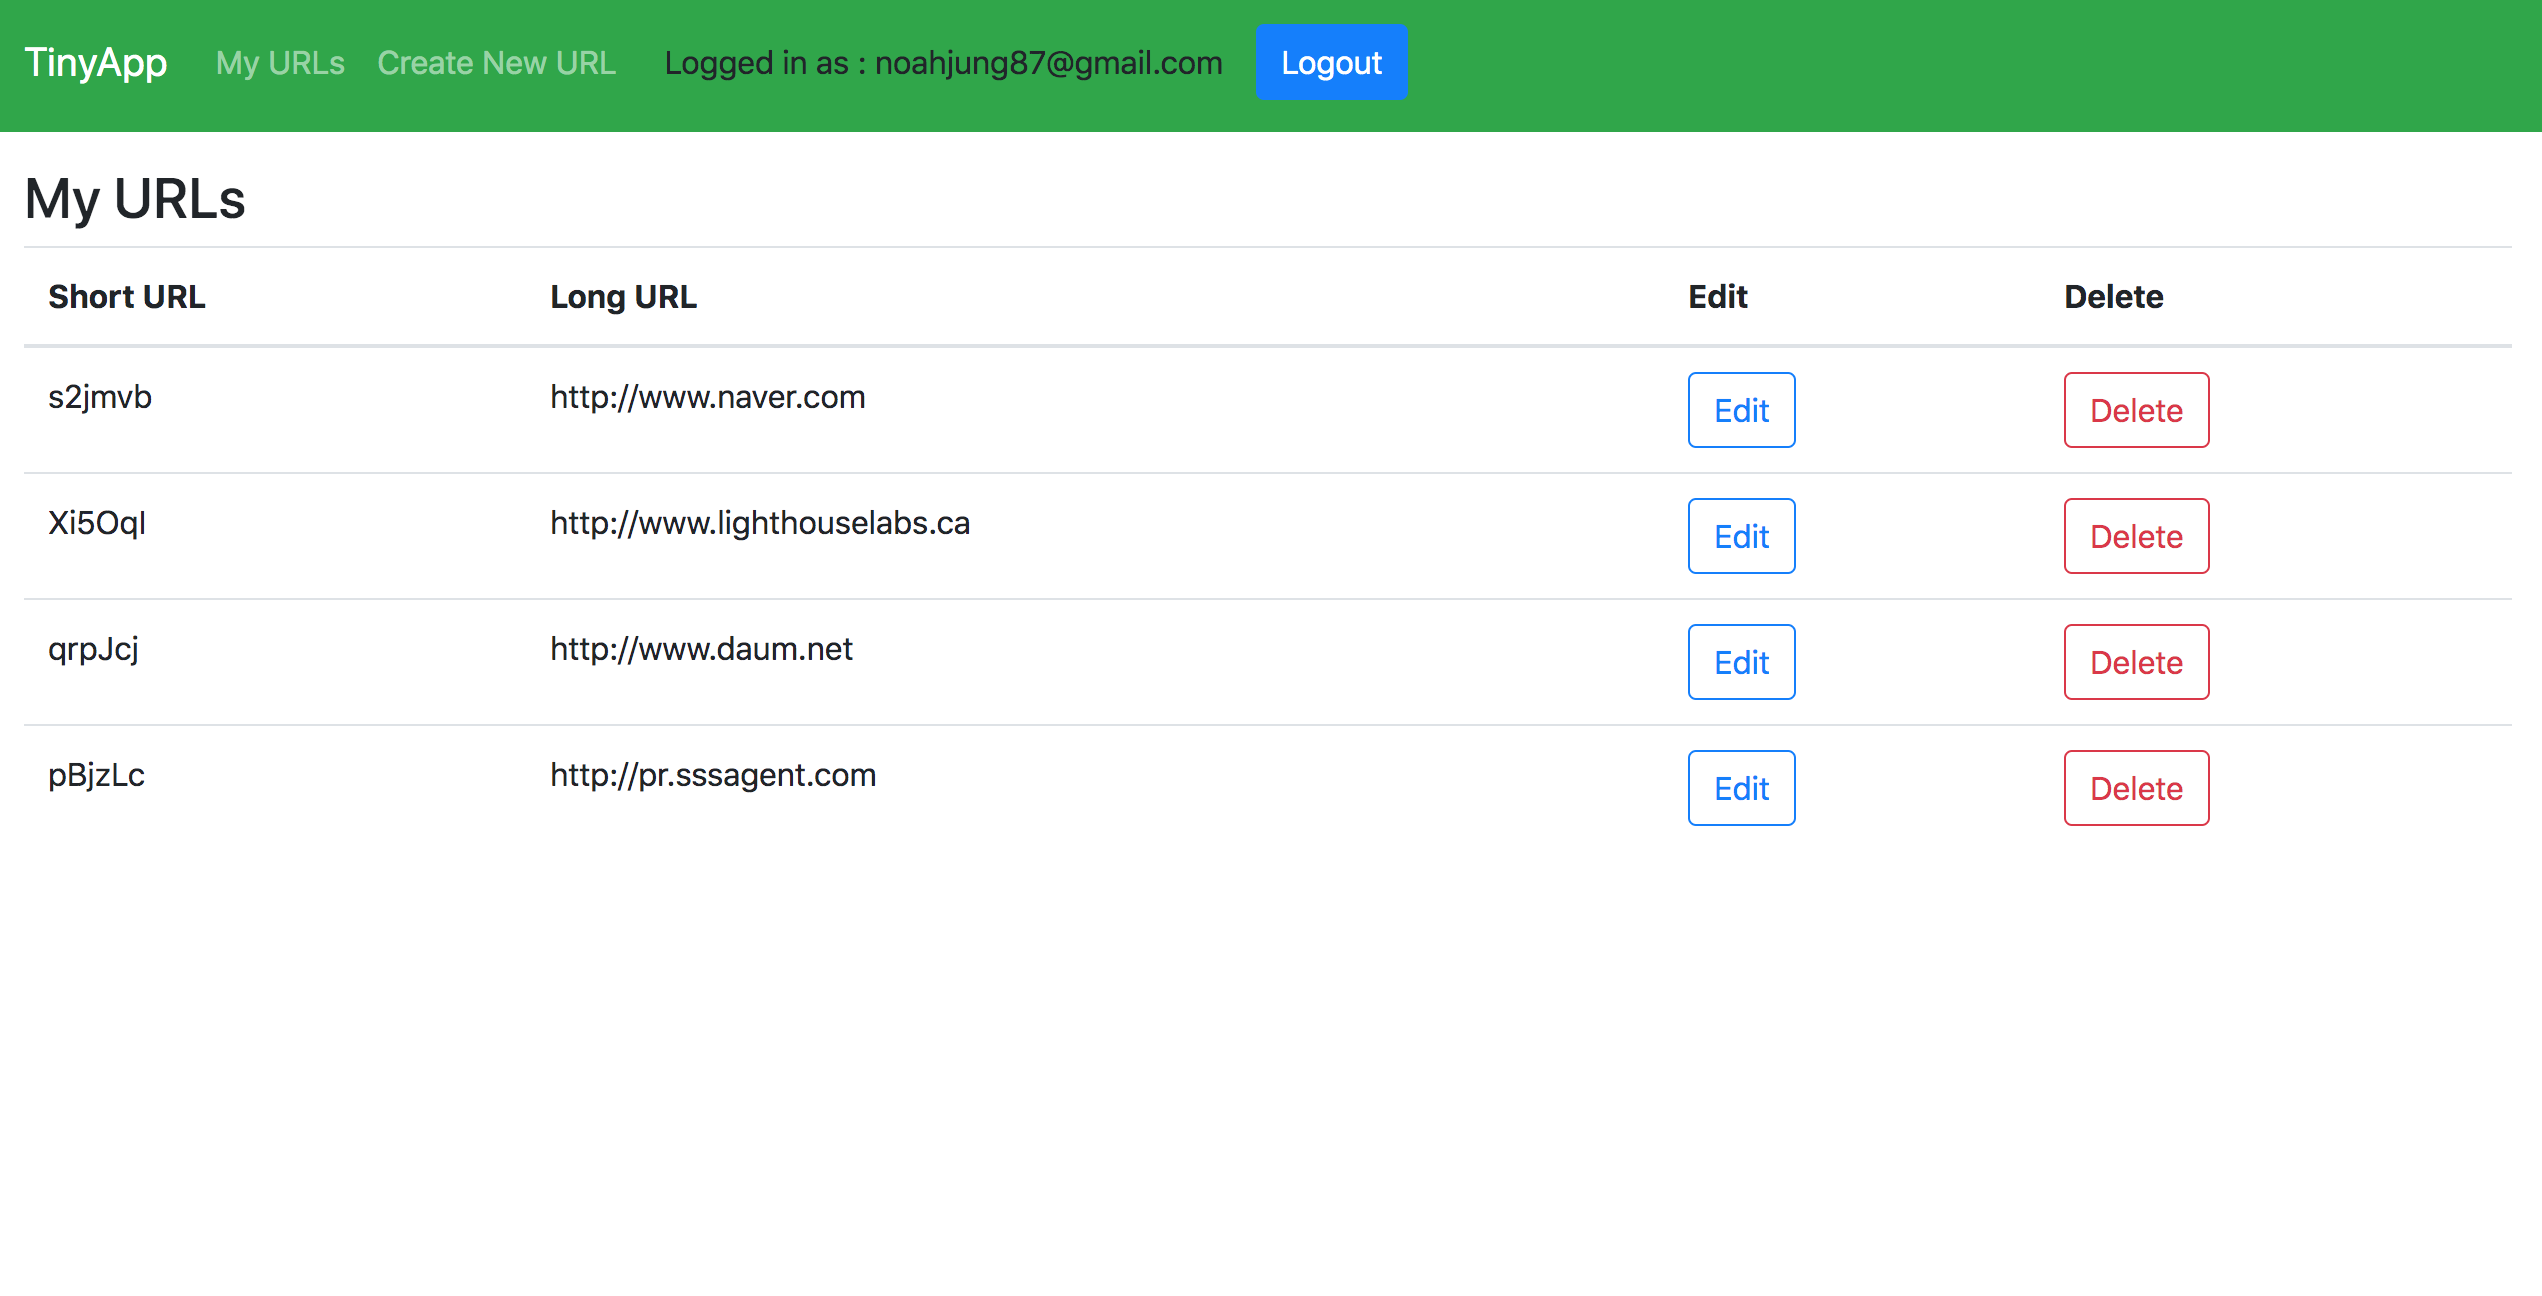 TinyApp My URLs Create New URL Logged in as : noahjung87@gmail.com Logout
My URLs
Short URL Long URL Edit Delete
s2jmvb http://www.naver.com Edit Delete
Xi5OqI http://www.lighthouselabs.ca Edit Delete
qrpJcj http://www.daum.net Edit Delete
pBjzLc http://pr.sssagent.com Edit Delete